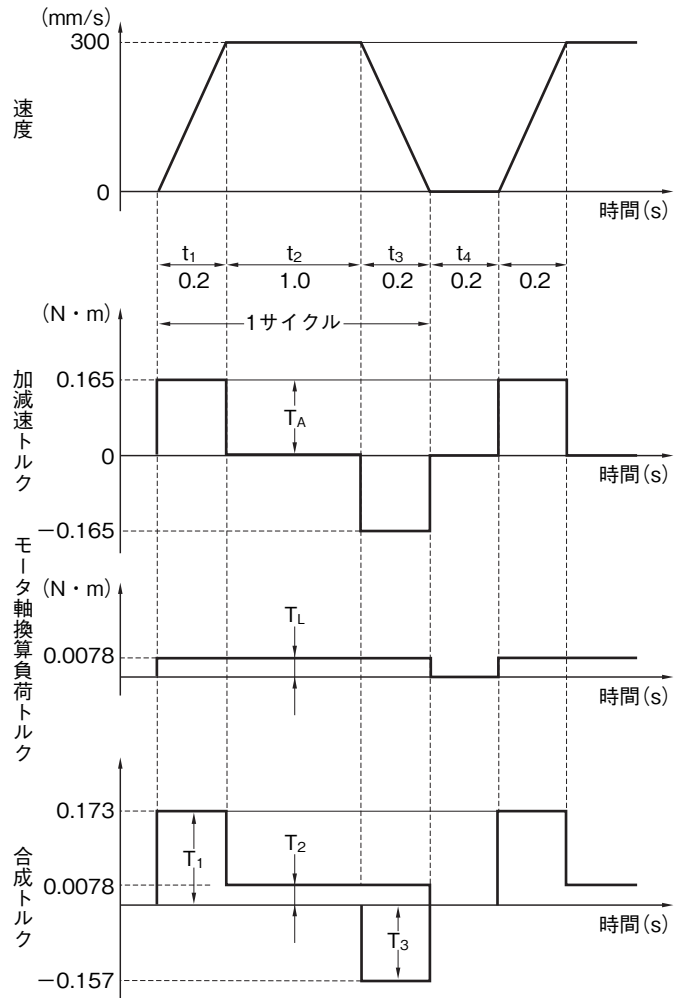 (mm/s)
300
速度
0
時間(s)
t₁ t₂ t₃ t₄
0.2 1.0 0.2 0.2 0.2
(N・m)
1サイクル
加減速トルク
0.165
T_A
0
時間(s)
−0.165
モータ軸換算負荷トルク
(N・m)
T_L
0.0078
時間(s)
合成トルク
0.173
T₁
T₂
0.0078
時間(s)
T₃
−0.157